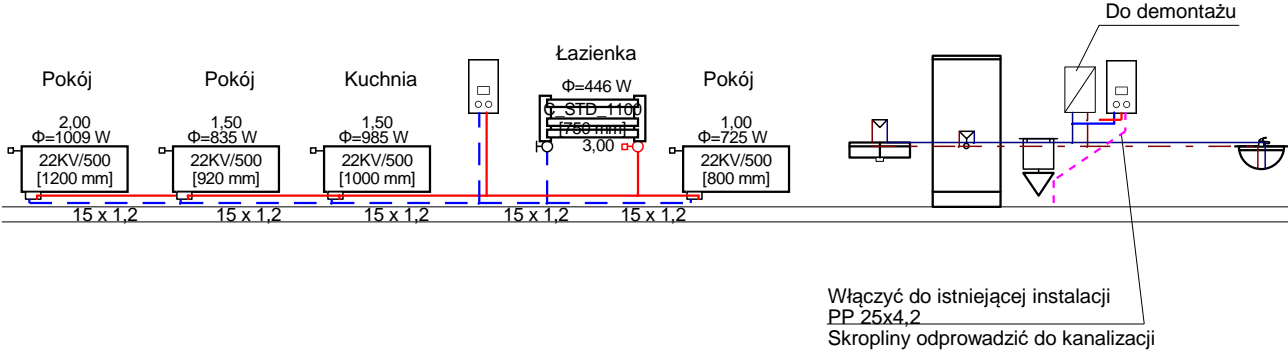 Do demontażu
Łazienka
Pokój
Pokój
Kuchnia
Pokój
Φ=446 W
C_STD_1100
[750 mm]
3,00
2,00
Φ=1009 W
1,50
Φ=835 W
1,50
Φ=985 W
1,00
Φ=725 W
22KV/500
[1200 mm]
22KV/500
[920 mm]
22KV/500
[1000 mm]
22KV/500
[800 mm]
15 x 1,2
15 x 1,2
15 x 1,2
15 x 1,2
15 x 1,2
Włączyć do istniejącej instalacji
PP 25x4,2
Skropliny odprowadzić do kanalizacji